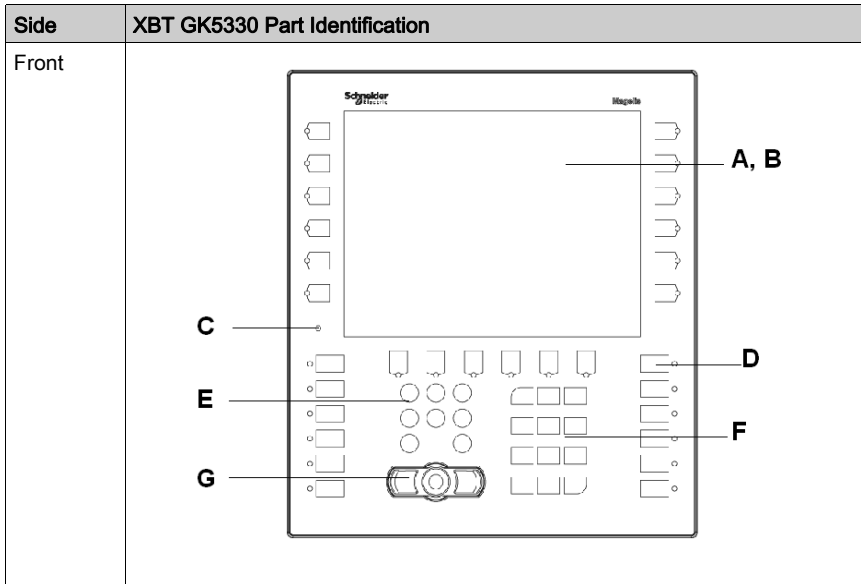 Side
XBT GK5330 Part Identification
Front
Schneider
Electric
Magelis
A, B
C
D
E
F
G